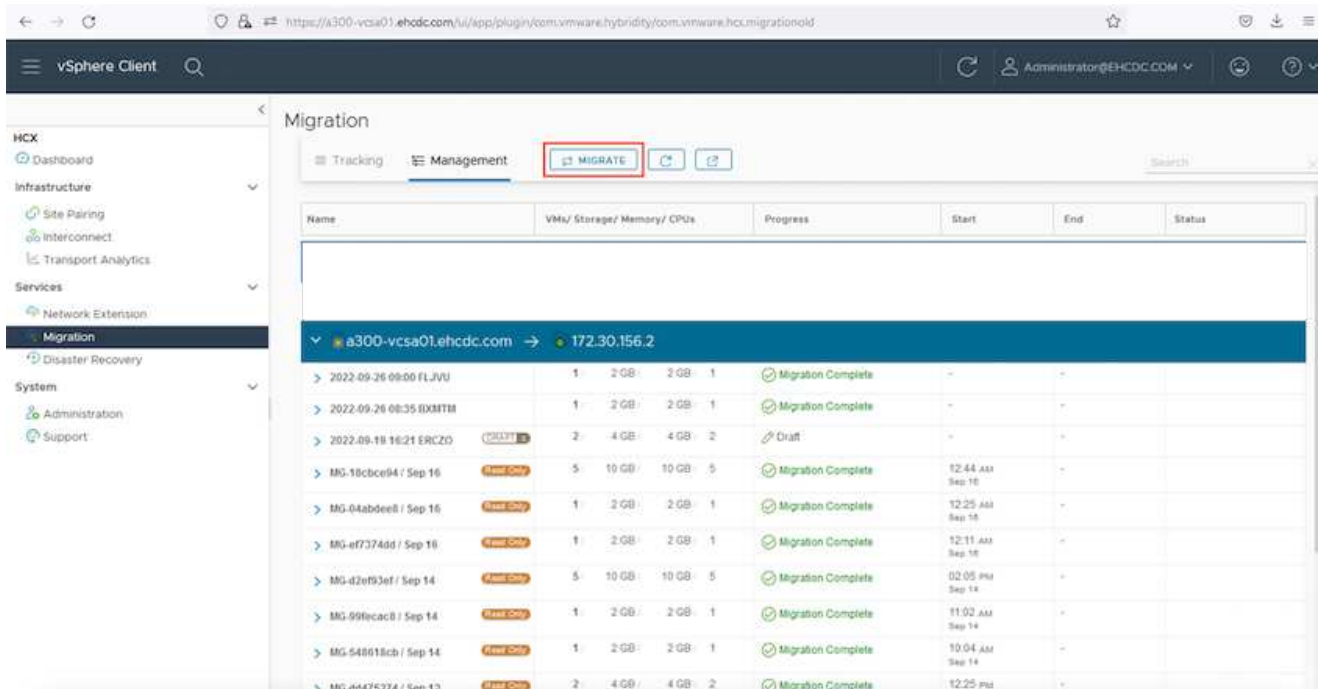 https://a300-vcsa01.ehcdc.com/ui/app/plugin/com.vmware.hybridity/com.vmware.hcx.migrationold
vSphere Client
Administrator@EHCDC.COM
Migration
HCX
Dashboard
Infrastructure
Site Pairing
Interconnect
Transport Analytics
Services
Network Extension
Migration
Disaster Recovery
System
Administration
Support
Tracking Management MIGRATE Search
Name VMs/ Storage/ Memory/ CPUs Progress Start End Status
a300-vcsa01.ehcdc.com → 172.30.156.2
2022-09-26 09:00 FLJVU 1 2 GB 2 GB 1 Migration Complete - -
2022-09-26 08:35 BXMTM 1 2 GB 2 GB 1 Migration Complete - -
2022-09-19 16:21 ERCZO DRAFT 2 4 GB 4 GB 2 Draft - -
MG-18cbce94 / Sep 16 Read Only 5 10 GB 10 GB 5 Migration Complete 12:44 AM -
Sep 16
MG-04abdee8 / Sep 16 Read Only 1 2 GB 2 GB 1 Migration Complete 12:25 AM -
Sep 16
MG-ef7374dd / Sep 16 Read Only 1 2 GB 2 GB 1 Migration Complete 12:11 AM -
Sep 16
MG-d2ef93ef / Sep 14 Read Only 5 10 GB 10 GB 5 Migration Complete 02:05 PM -
Sep 14
MG-99fecac8 / Sep 14 Read Only 1 2 GB 2 GB 1 Migration Complete 11:02 AM -
Sep 14
MG-548618cb / Sep 14 Read Only 1 2 GB 2 GB 1 Migration Complete 10:04 AM -
Sep 14
MG-dd475274 / Sep 13 Read Only 2 4 GB 4 GB 2 Migration Complete 12:25 PM -